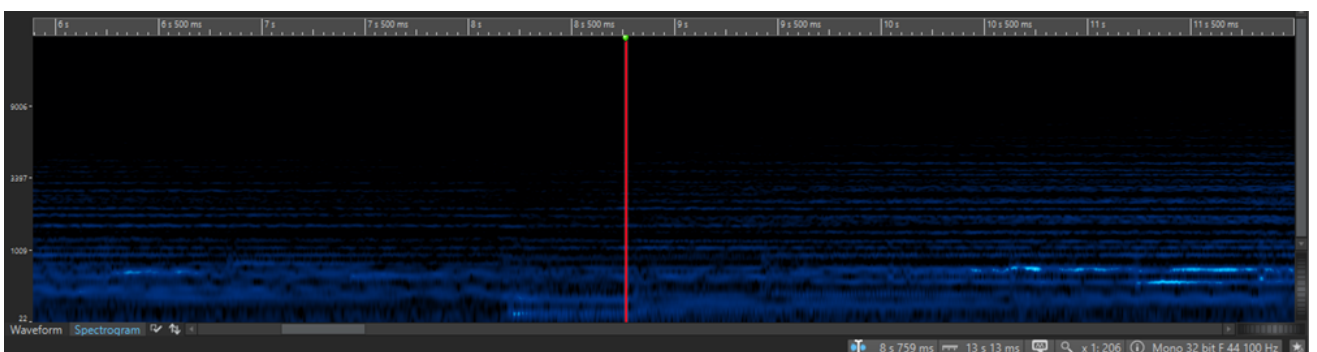 6 s 6 s 500 ms 7 s 7 s 500 ms 8 s 8 s 500 ms 9 s 9 s 500 ms 10 s 10 s 500 ms 11 s 11 s 500 ms
9006
3397
1009
22
Waveform Spectrogram
8 s 759 ms 13 s 13 ms x 1: 206 Mono 32 bit F 44 100 Hz